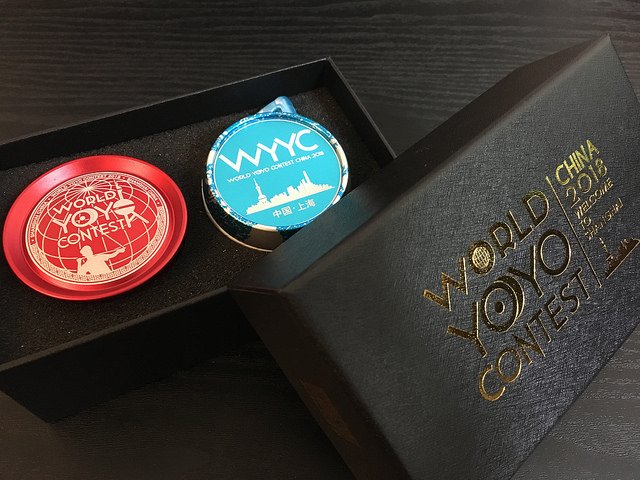 WORLD
YOYO
CONTEST
WYYC
WORLD YOYO CONTEST CHINA 2018
中国·上海
WORLD
YOYO
CONTEST
CHINA
2018
WELCOME
TO
SHANGHAI